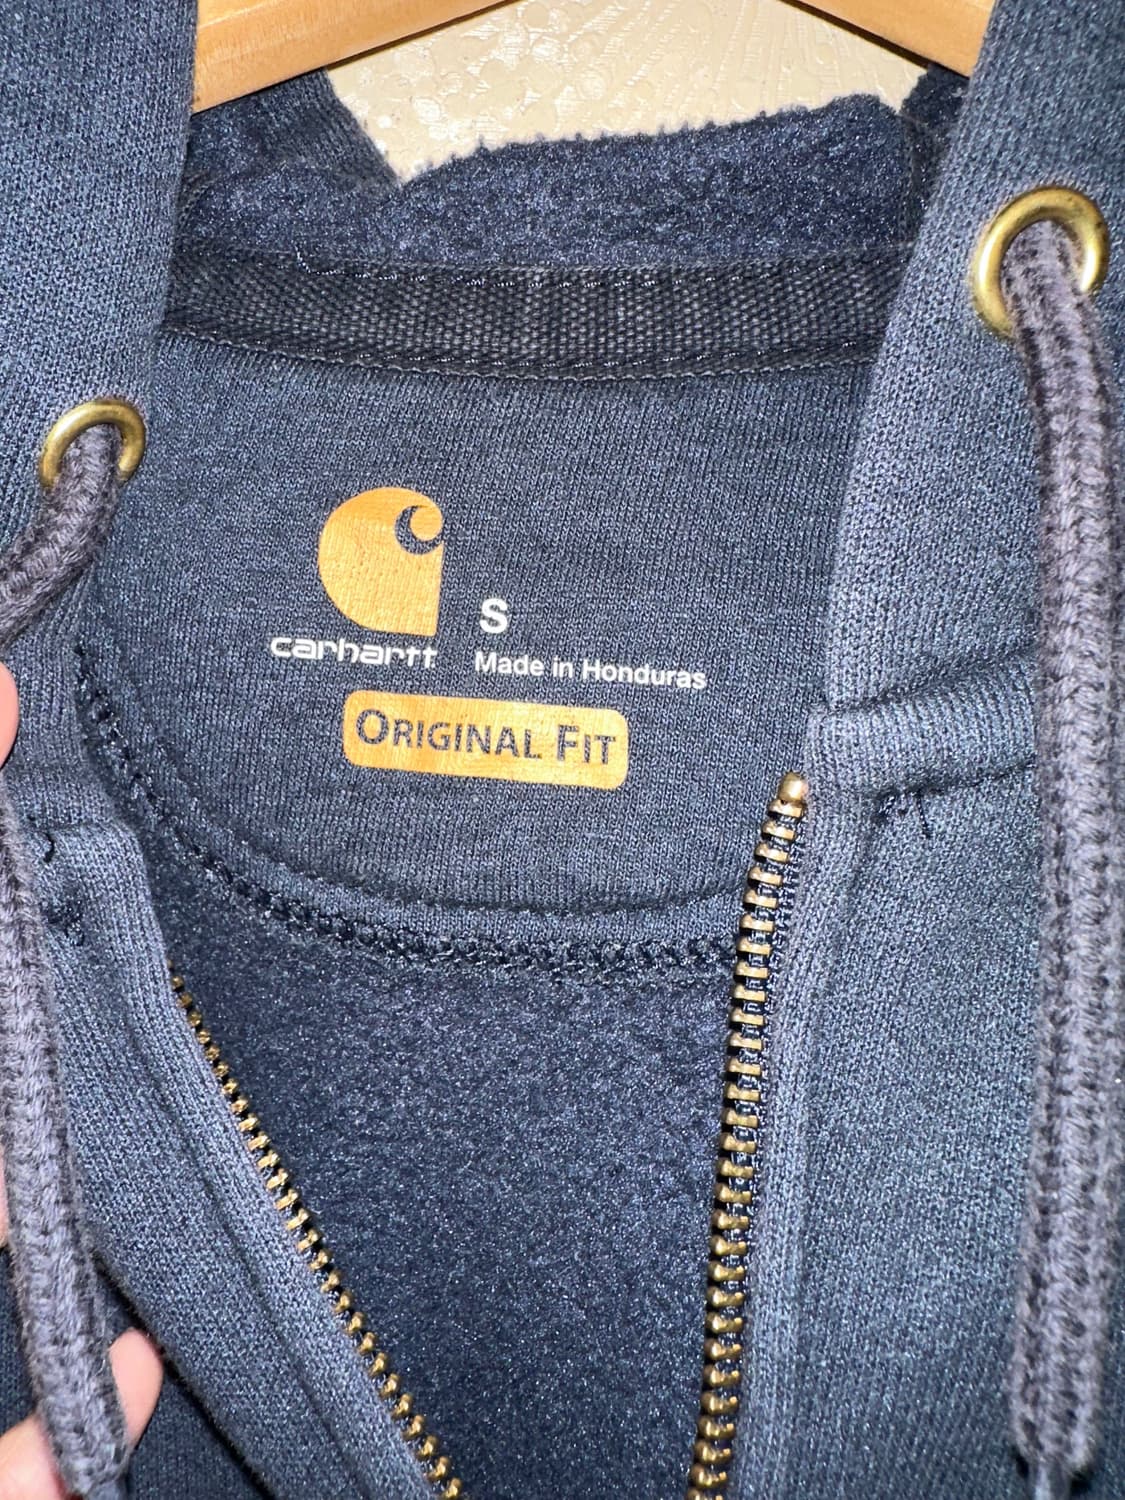 S
carhartt
Made in Honduras
ORIGINAL FIT